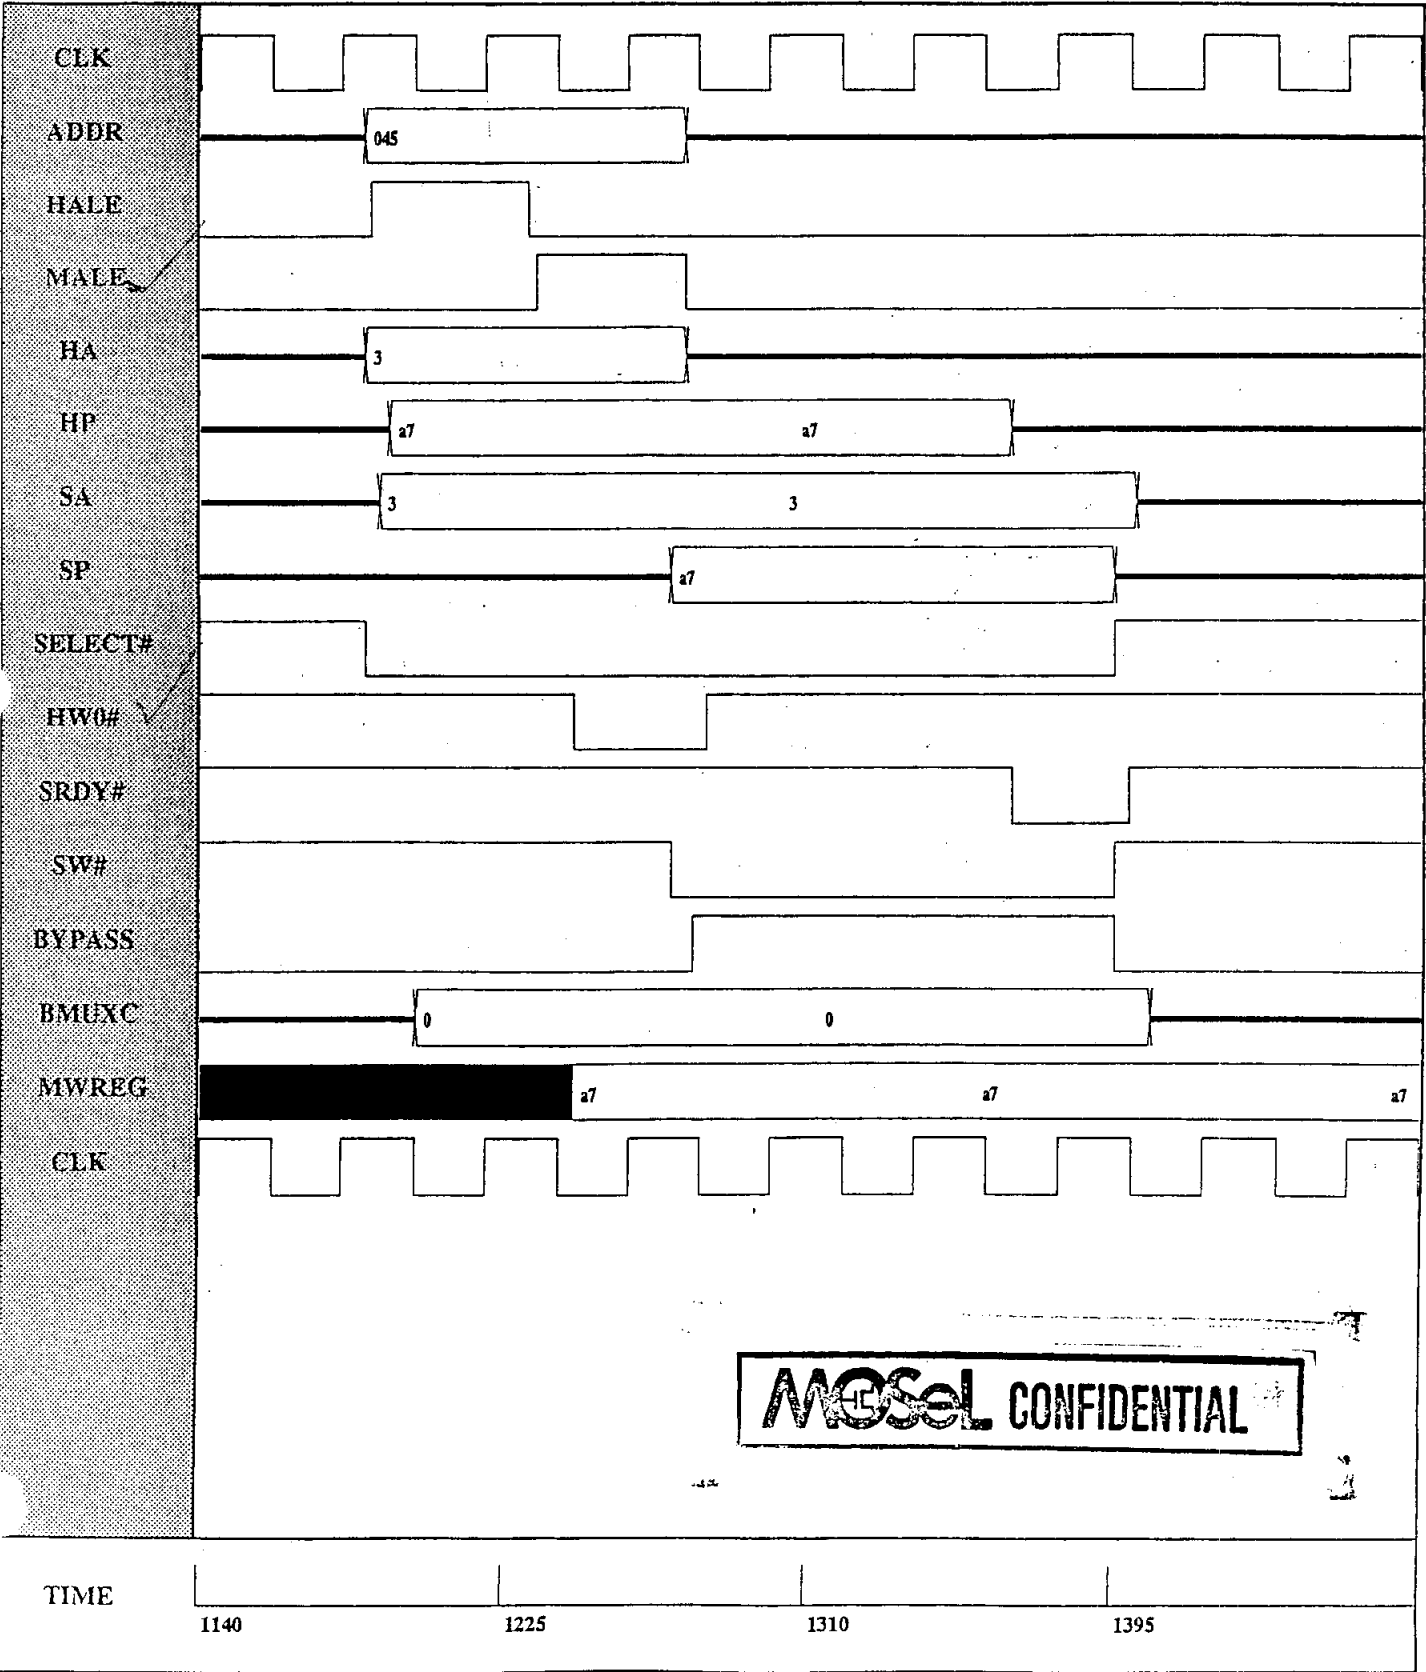 CLK
ADDR 045
HALE
MALE
HA 3
HP a7 a7
SA 3 3
SP a7
SELECT#
HW0#
SRDY#
SW#
BYPASS
BMUXC 0 0
MWREG a7 a7 a7
CLK
MOSeL CONFIDENTIAL
TIME
1140 1225 1310 1395